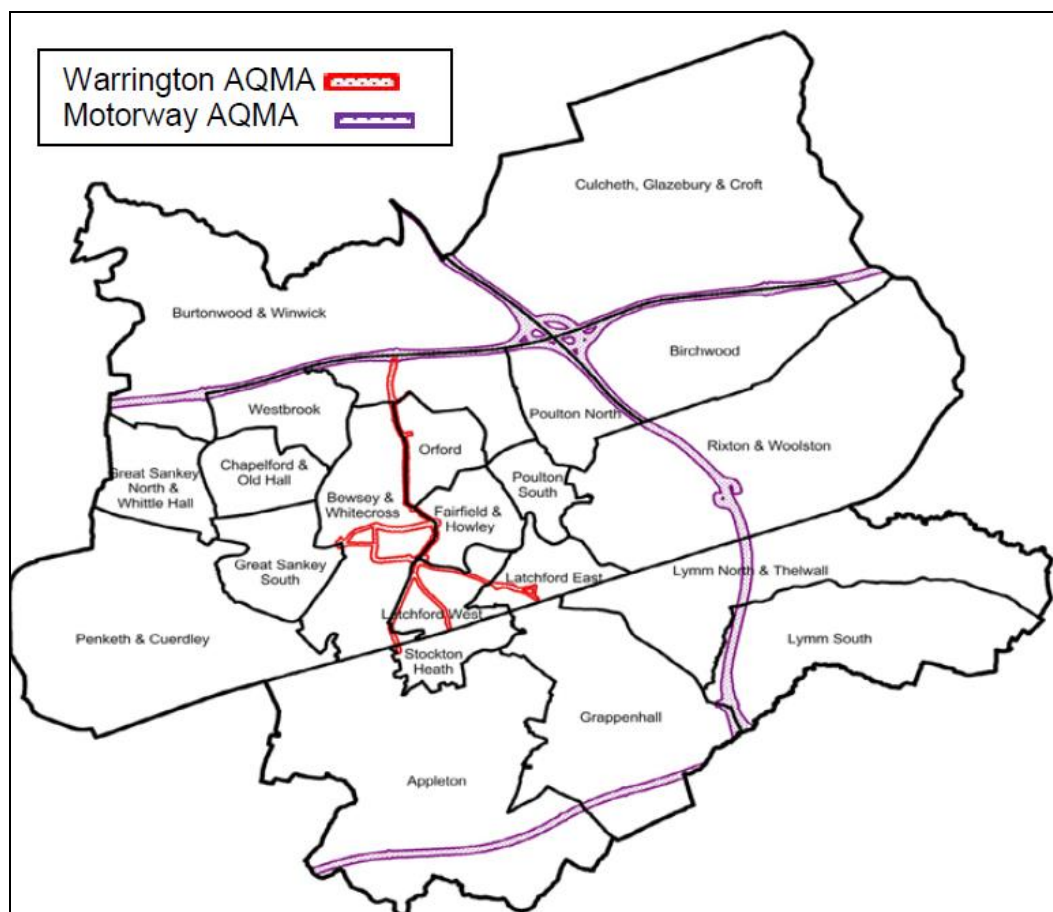 Warrington AQMA
Motorway AQMA
Culcheth, Glazebury & Croft
Burtonwood & Winwick
Birchwood
Westbrook
Poulton North
Orford
Rixton & Woolston
Great Sankey
North &
Whittle Hall
Chapelford &
Old Hall
Poulton
South
Bewsey &
Whitecross
Fairfield &
Howley
Great Sankey
South
Latchford East
Lymm North & Thelwall
Latchford West
Penketh & Cuerdley
Lymm South
Stockton
Heath
Grappenhall
Appleton